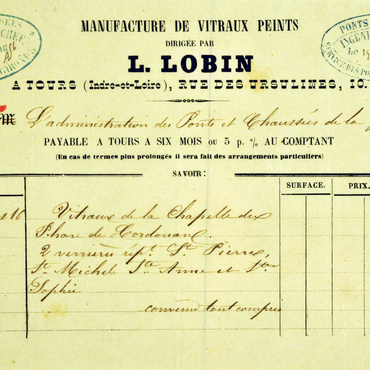 MANUFACTURE DE VITRAUX PEINTS
DIRIGÉE PAR
L. LOBIN
A TOURS (Indre-et-Loire), RUE DES URSULINES, 10.
L'administration des Ponts et Chaussées de la
PAYABLE A TOURS A SIX MOIS OU 5 p. % AU COMPTANT
(En cas de termes plus prolongés il sera fait des arrangements particuliers)
SAVOIR:
SURFACE. PRIX.
16 Vitraux de la Chapelle du
Phare de Cordouan.
2 verrières rept. St. Pierre,
St. Michel Ste Anne et Ste
Sophie
convenu tout compris
PONTS